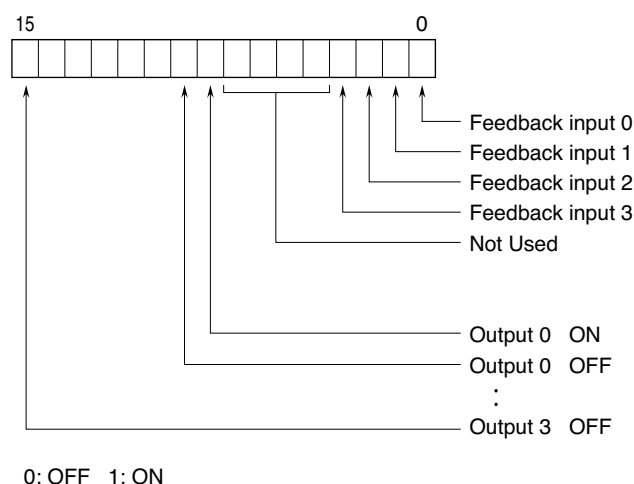 15 0
Feedback input 0
Feedback input 1
Feedback input 2
Feedback input 3
Not Used
Output 0 ON
Output 0 OFF
:
Output 3 OFF
0: OFF 1: ON